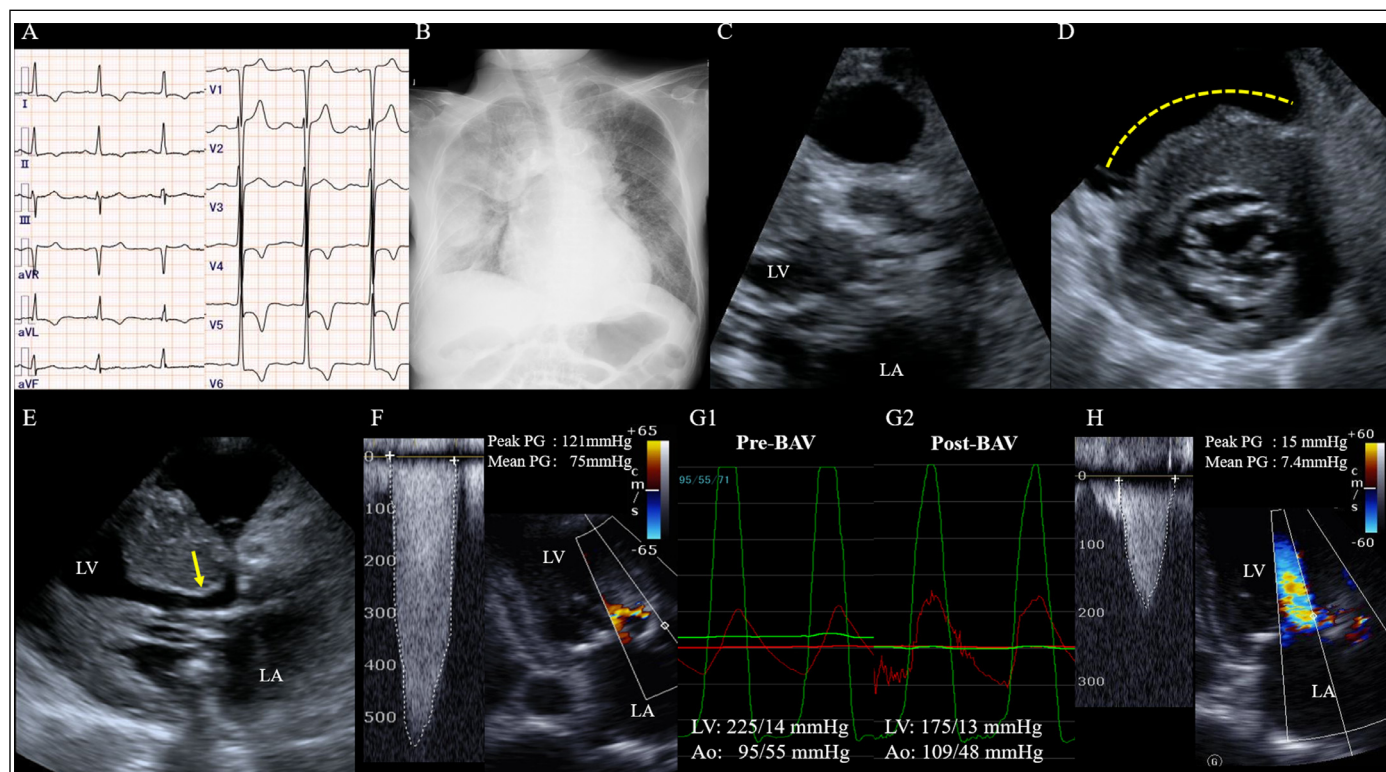 A
I
II
III
aVR
aVL
aVF
V1
V2
V3
V4
V5
V6
B
C
LV
LA
D
E
LV
LA
F
Peak PG : 121mmHg
Mean PG : 75mmHg
+65
c
m
/
s
-65
0
100
200
300
400
500
LV
LA
G1
Pre-BAV
95/55/71
LV: 225/14 mmHg
Ao: 95/55 mmHg
G2
Post-BAV
LV: 175/13 mmHg
Ao: 109/48 mmHg
H
Peak PG : 15 mmHg
Mean PG : 7.4mmHg
+60
c
m
/
s
-60
0
100
200
300
LV
LA
G